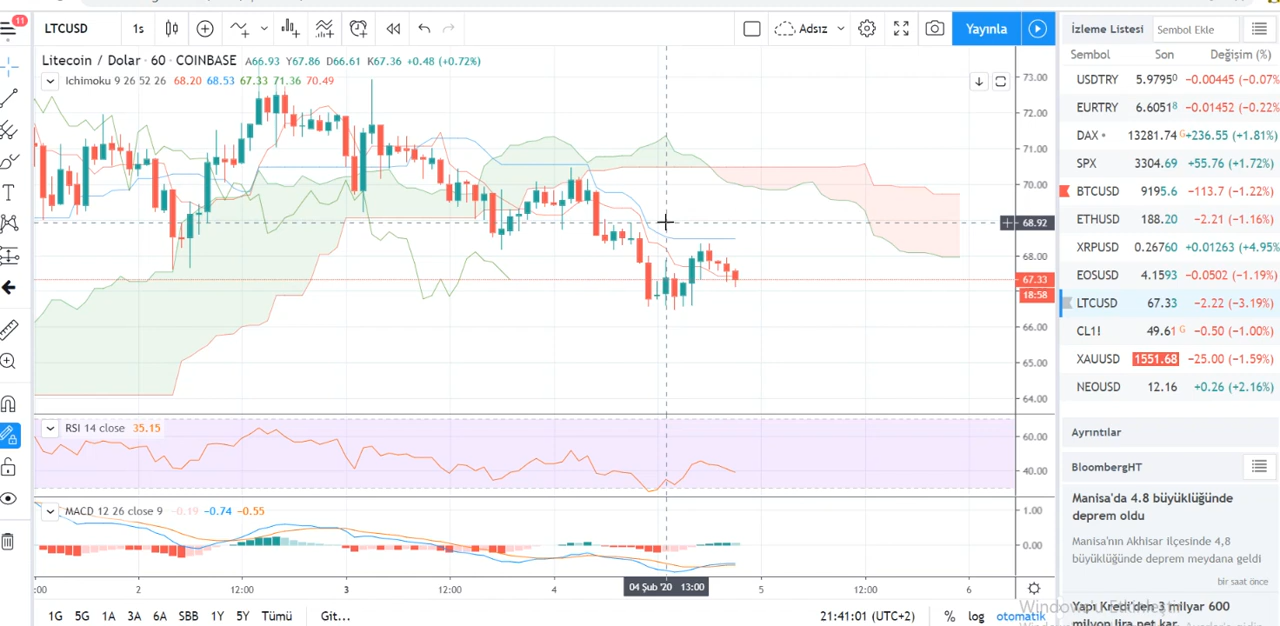 11
LTCUSD 1s Adsız Yayınla
Litecoin / Dolar · 60 · COINBASE A66.93 Y67.86 D66.61 K67.36 +0.48 (+0.72%)
Ichimoku 9 26 52 26 68.20 68.53 67.33 71.36 70.49
73.00
72.00
71.00
70.00
68.92
68.00
67.33
18:58
66.00
65.00
64.00
RSI 14 close 35.15
60.00
40.00
MACD 12 26 close 9 -0.19 -0.74 -0.55
1.00
0.00
:00 2 12:00 3 12:00 4 04 Şub '20 13:00 5 12:00 6
1G 5G 1A 3A 6A SBB 1Y 5Y Tümü Git... 21:41:01 (UTC+2) % log otomatik
İzleme Listesi Sembol Ekle
Sembol Son Değişim (%)
USDTRY 5.97950 −0.00445 (−0.07%
EURTRY 6.60518 −0.01452 (−0.22%
DAX 13281.74 G +236.55 (+1.81%)
SPX 3304.69 +55.76 (+1.72%)
BTCUSD 9195.6 −113.7 (−1.22%)
ETHUSD 188.20 −2.21 (−1.16%)
XRPUSD 0.26760 +0.01263 (+4.95%
EOSUSD 4.1593 −0.0502 (−1.19%)
LTCUSD 67.33 −2.22 (−3.19%)
CL1! 49.61 G −0.50 (−1.00%)
XAUUSD 1551.68 −25.00 (−1.59%)
NEOUSD 12.16 +0.26 (+2.16%)
Ayrıntılar
BloombergHT
Manisa'da 4.8 büyüklüğünde
deprem oldu
Manisa'nın Akhisar ilçesinde 4,8
büyüklüğünde deprem meydana geldi
bir saat önce
Windows'u Etkinleştir
Yapı Kredi'den 3 milyar 600
milyon lira net kar